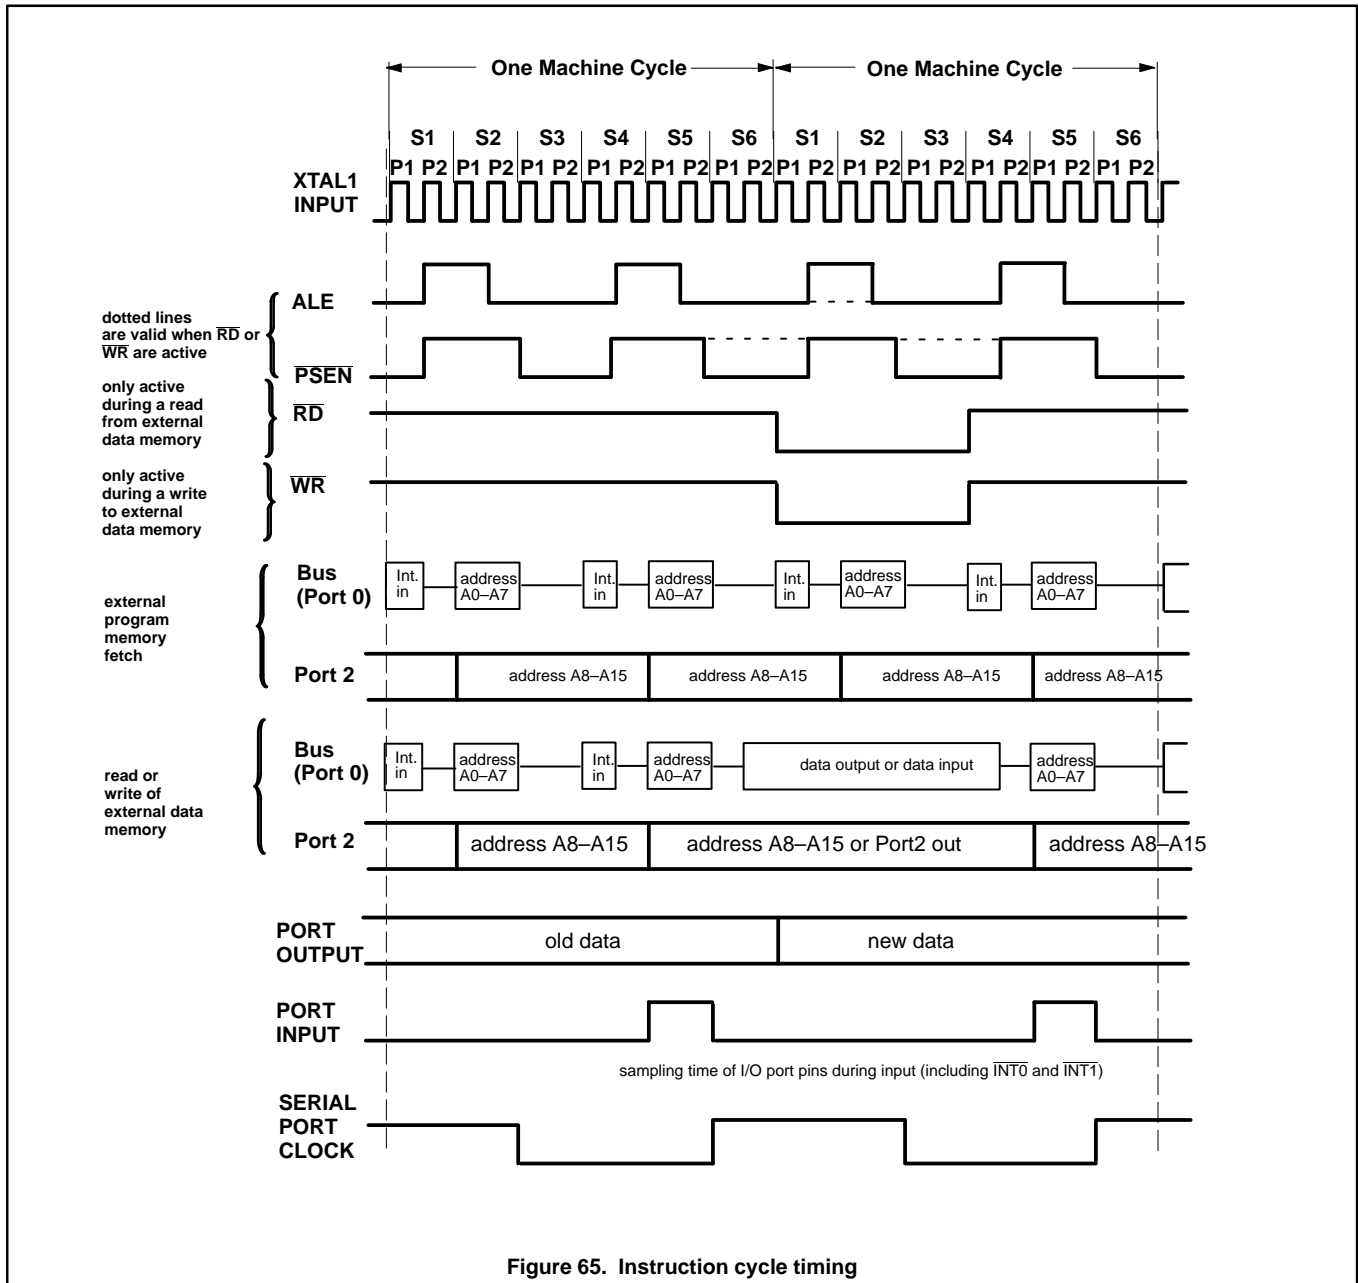 One Machine Cycle One Machine Cycle
S1 S2 S3 S4 S5 S6 S1 S2 S3 S4 S5 S6
P1 P2 P1 P2 P1 P2 P1 P2 P1 P2 P1 P2 P1 P2 P1 P2 P1 P2 P1 P2 P1 P2 P1 P2
XTAL1
INPUT
ALE
dotted lines
are valid when RD or
WR are active
PSEN
only active
during a read
from external
data memory
RD
only active
during a write
to external
data memory
WR
external
program
memory
fetch
Bus
(Port 0)
Int.
in
address
A0–A7
Int.
in
address
A0–A7
Int.
in
address
A0–A7
Int.
in
address
A0–A7
Port 2
address A8–A15 address A8–A15 address A8–A15 address A8–A15
read or
write of
external data
memory
Bus
(Port 0)
Int.
in
address
A0–A7
Int.
in
address
A0–A7
data output or data input
address
A0–A7
Port 2
address A8–A15 address A8–A15 or Port2 out address A8–A15
PORT
OUTPUT
old data new data
PORT
INPUT
sampling time of I/O port pins during input (including INT0 and INT1)
SERIAL
PORT
CLOCK
Figure 65. Instruction cycle timing